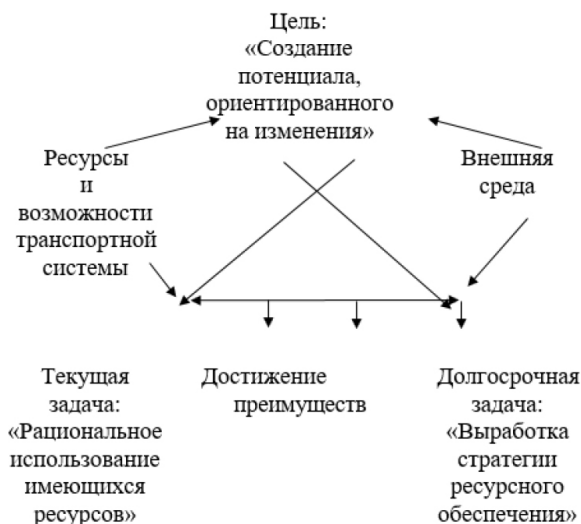 Цель:
«Создание
потенциала,
ориентированного
на изменения»
Ресурсы
и
возможности
транспортной
системы
Внешняя
среда
Текущая
задача:
«Рациональное
использование
имеющихся
ресурсов»
Достижение
преимуществ
Долгосрочная
задача:
«Выработка
стратегии
ресурсного
обеспечения»